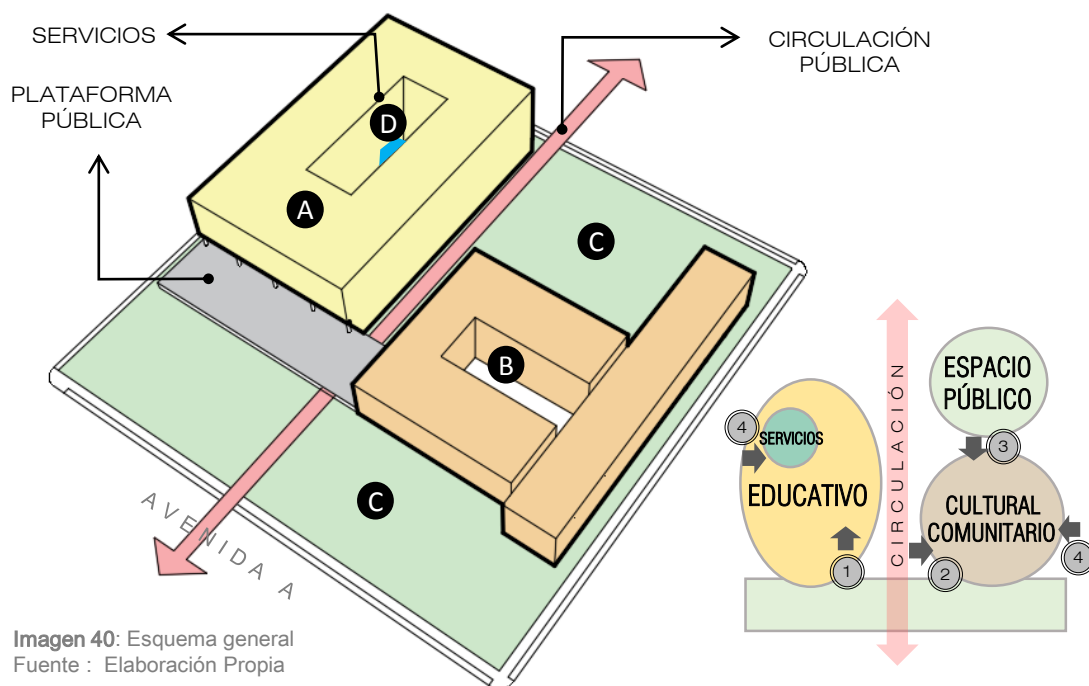 SERVICIOS
PLATAFORMA
PÚBLICA
CIRCULACIÓN
PÚBLICA
D
A
C
B
C
AVENIDA A
ESPACIO
PÚBLICO
4
SERVICIOS
EDUCATIVO
3
CULTURAL
COMUNITARIO
4
1
2
CIRCULACIÓN
Imagen 40: Esquema general
Fuente : Elaboración Propia